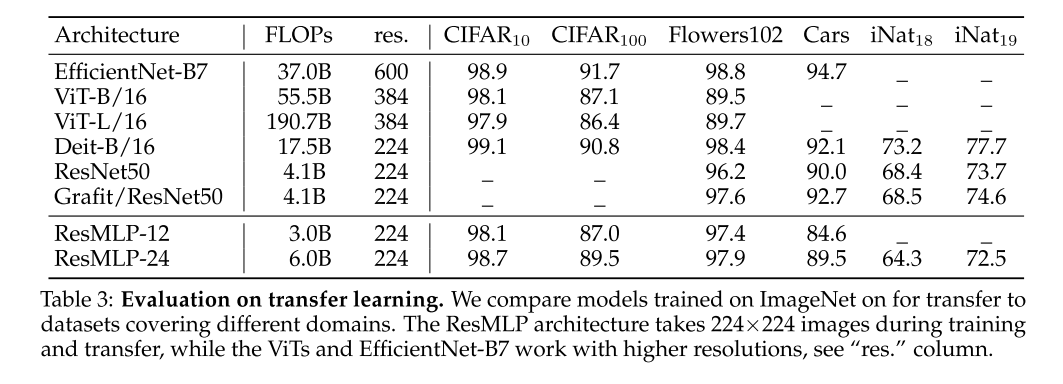 Architecture FLOPs res. CIFAR10 CIFAR100 Flowers102 Cars iNat18 iNat19
EfficientNet-B7 37.0B 600 98.9 91.7 98.8 94.7 _ _
ViT-B/16 55.5B 384 98.1 87.1 89.5 _ _ _
ViT-L/16 190.7B 384 97.9 86.4 89.7 _ _ _
Deit-B/16 17.5B 224 99.1 90.8 98.4 92.1 73.2 77.7
ResNet50 4.1B 224 _ _ 96.2 90.0 68.4 73.7
Grafit/ResNet50 4.1B 224 _ _ 97.6 92.7 68.5 74.6
ResMLP-12 3.0B 224 98.1 87.0 97.4 84.6 _ _
ResMLP-24 6.0B 224 98.7 89.5 97.9 89.5 64.3 72.5
Table 3: Evaluation on transfer learning. We compare models trained on ImageNet on for transfer to
datasets covering different domains. The ResMLP architecture takes 224×224 images during training
and transfer, while the ViTs and EfficientNet-B7 work with higher resolutions, see “res.” column.